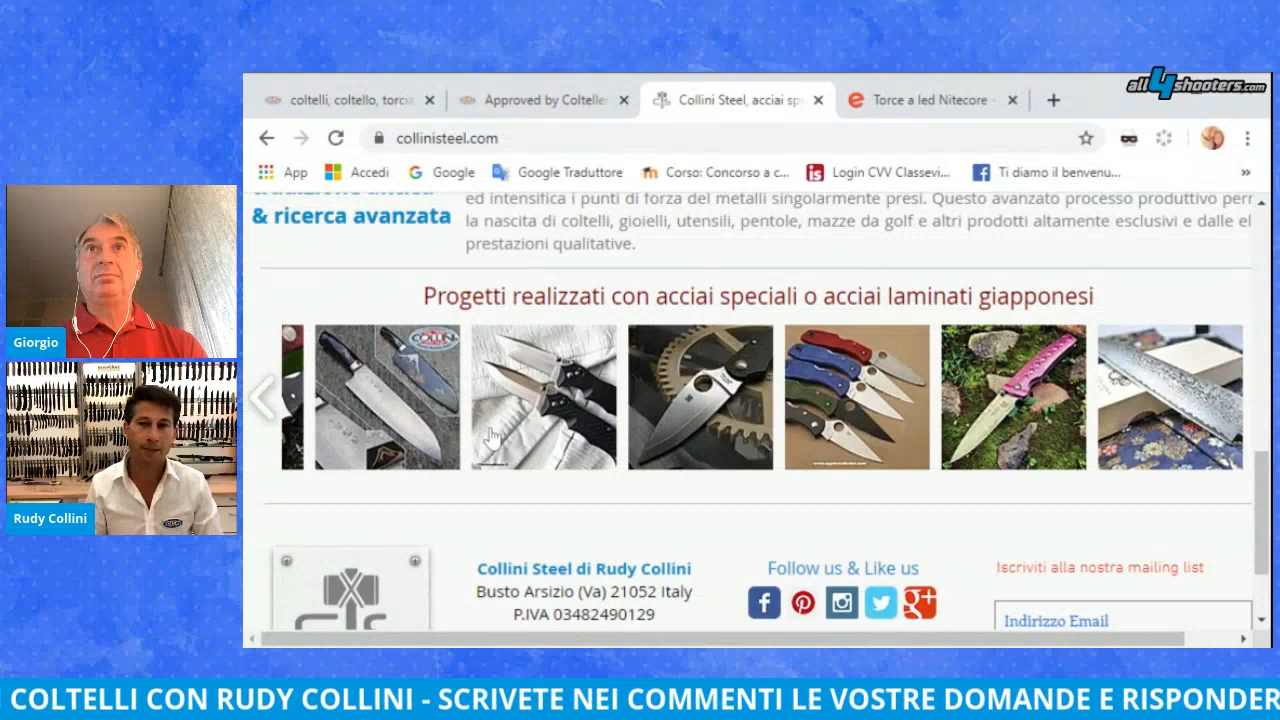 all4shooters.com
coltelli, coltello, torcia
Approved by Coltelle
Collini Steel, acciai sp
Torce a led Nitecore -
collinisteel.com
App
Accedi
Google
Google Traduttore
Corso: Concorso a c...
Login CVV Classevi...
Ti diamo il benvenu...
»
& ricerca avanzata
ed intensifica i punti di forza del metalli singolarmente presi. Questo avanzato processo produttivo perr
la nascita di coltelli, gioielli, utensili, pentole, mazze da golf e altri prodotti altamente esclusivi e dalle el
prestazioni qualitative.
Progetti realizzati con acciai speciali o acciai laminati giapponesi
COLLINI
Giorgio
Rudy Collini
Collini Steel di Rudy Collini
Busto Arsizio (Va) 21052 Italy
P.IVA 03482490129
Follow us & Like us
Iscriviti alla nostra mailing list
Indirizzo Email
COLTELLI CON RUDY COLLINI - SCRIVETE NEI COMMENTI LE VOSTRE DOMANDE E RISPONDER